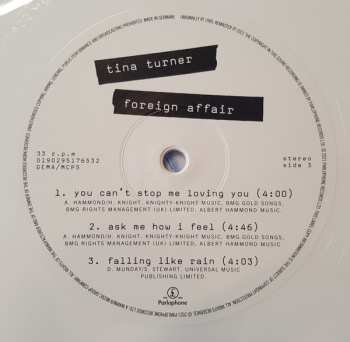 tina turner
foreign affair
33 r.p.m
0190295176532
GEMA/MCPS
stereo
side 3
1. you can't stop me loving you (4:00)
A. HAMMOND/H. KNIGHT. KNIGHTY-KNIGHT MUSIC, BMG GOLD SONGS,
BMG RIGHTS MANAGEMENT (UK) LIMITED, ALBERT HAMMOND MUSIC
2. ask me how i feel (4:46)
A. HAMMOND/H. KNIGHT. KNIGHTY-KNIGHT MUSIC, BMG GOLD SONGS,
BMG RIGHTS MANAGEMENT (UK) LIMITED, ALBERT HAMMOND MUSIC
3. falling like rain (4:03)
D. MUNDAY/S. STEWART. UNIVERSAL MUSIC
PUBLISHING LIMITED.
Parlophone